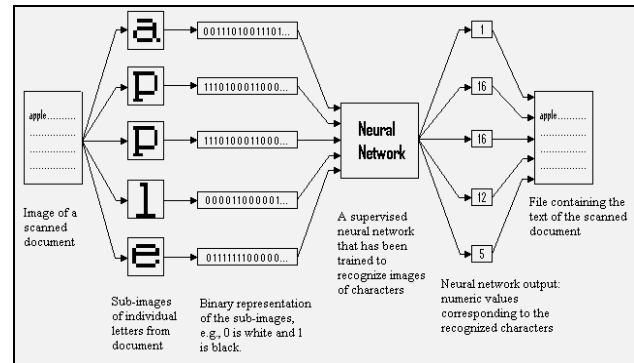 a
00111010011101...
1
apple.........
p
1110100011000...
16
apple.........
p
1110100011000...
Neural
Network
16
l
000011000001...
12
Image of a
scanned
document
A supervised
neural network
that has been
trained to
recognize images
of characters
File containing the
text of the scanned
document
e
0111111100000...
5
Sub-images
of individual
letters from
document
Binary representation
of the sub-images,
e.g., 0 is white and 1
is black.
Neural network output:
numeric values
corresponding to the
recognized characters